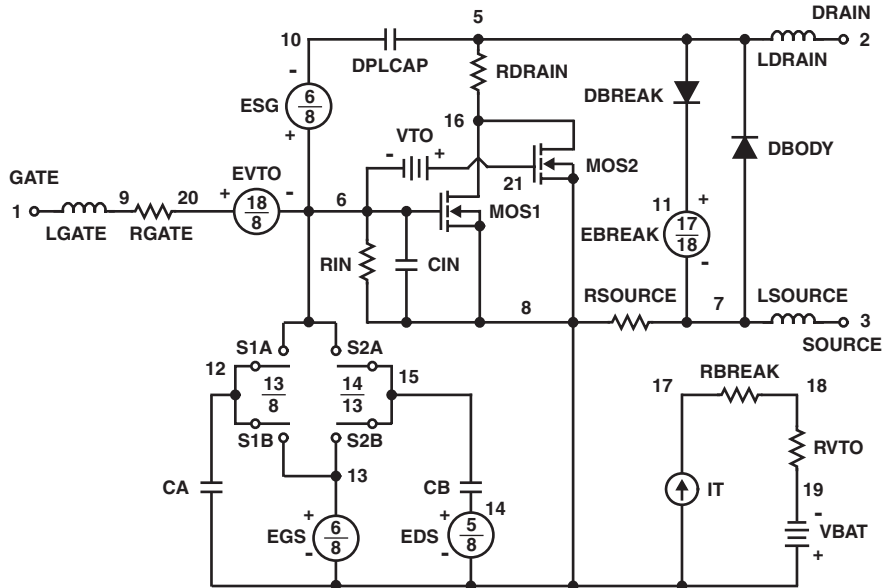 DRAIN
5
2
10
LDRAIN
DPLCAP
RDRAIN
DBREAK
-
6
8
ESG
+
16
VTO
- +
DBODY
MOS2
EVTO
GATE
9 20
+ 18 8 -
6
21
1
MOS1
11
+
LGATE RGATE
EBREAK
17
18
-
RIN CIN
8
RSOURCE
7
LSOURCE
3
SOURCE
S1A S2A
12
13
8
14
13
15
RBREAK
17 18
S1B S2B
RVTO
13
CA
CB
IT
19
14
+ +
-
EGS
6
8
-
EDS
5
8
-
VBAT
+